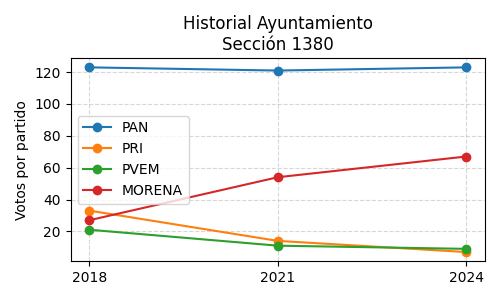 Historial Ayuntamiento
Sección 1380
Votos por partido
120
100
80
60
40
20
PAN
PRI
PVEM
MORENA
2018
2021
2024